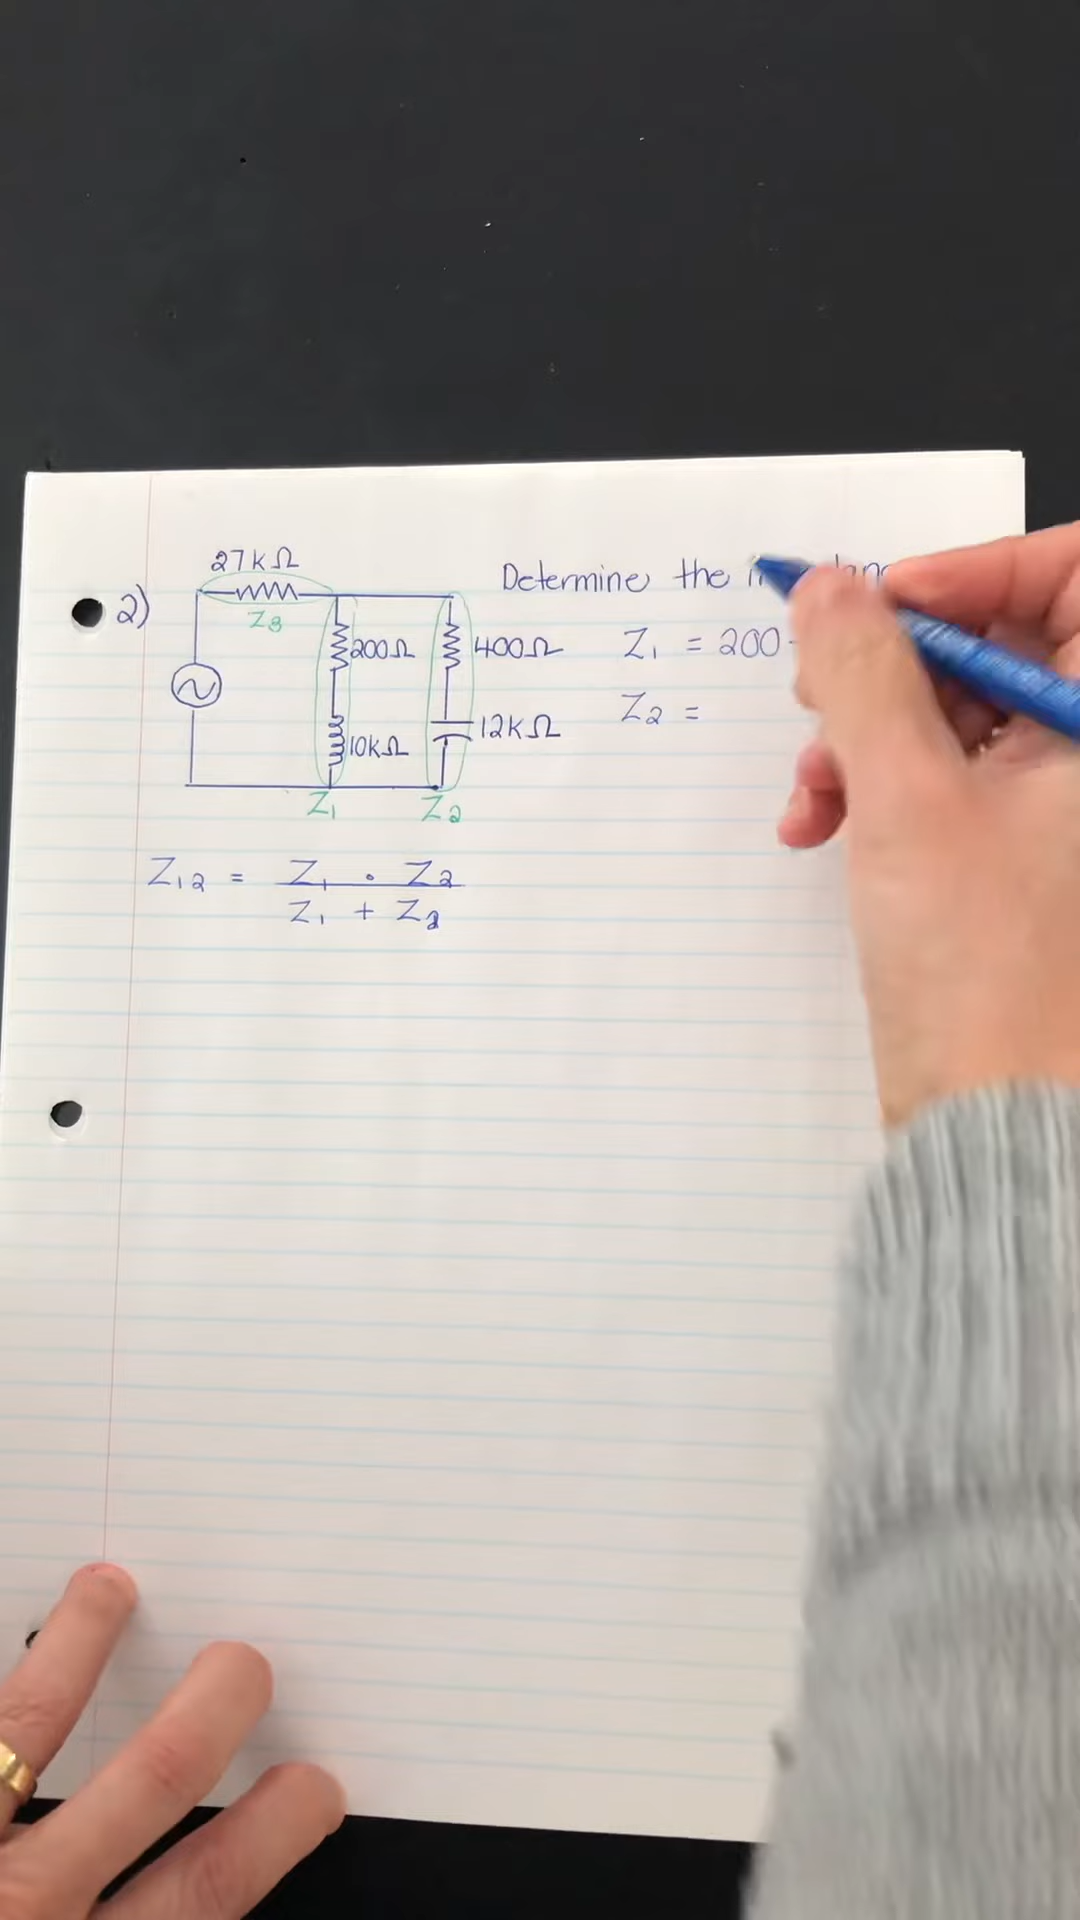 2)
27kΩ
Z3
200Ω
10kΩ
Z1
400Ω
12kΩ
Z2
Determine the
Z1 = 200
Z2 =
Z12 = Z1 · Z2
Z1 + Z2